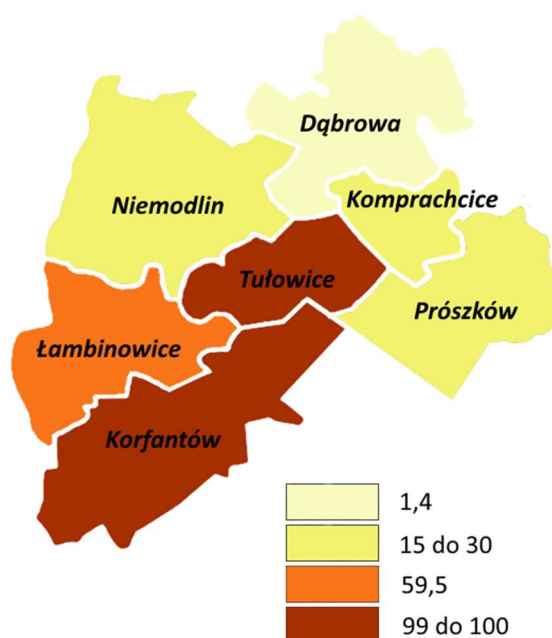 Dąbrowa
Niemodlin
Komprachcice
Tułowice
Prószków
Łambinowice
Korfantów
1,4
15 do 30
59,5
99 do 100